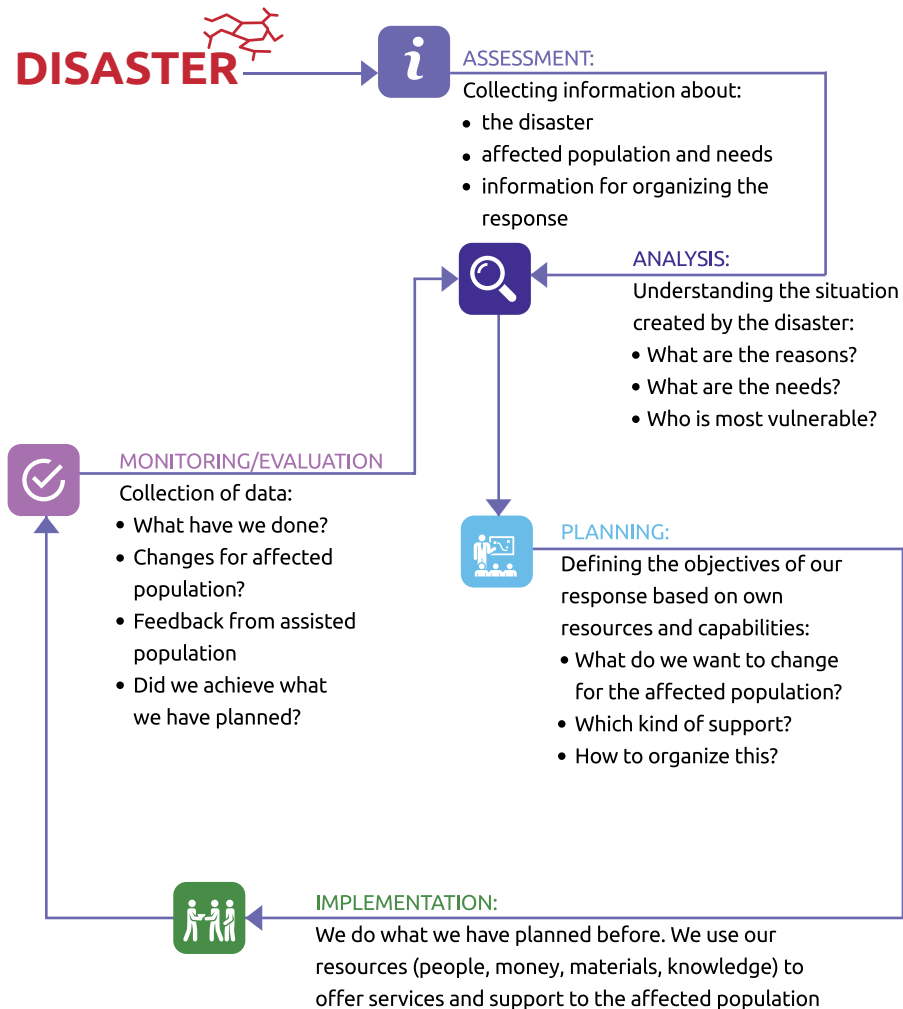 DISASTER
i
ASSESSMENT:
Collecting information about:
• the disaster
• affected population and needs
• information for organizing the
response
ANALYSIS:
Understanding the situation
created by the disaster:
• What are the reasons?
• What are the needs?
• Who is most vulnerable?
MONITORING/EVALUATION
Collection of data:
• What have we done?
• Changes for affected
population?
• Feedback from assisted
population
• Did we achieve what
we have planned?
PLANNING:
Defining the objectives of our
response based on own
resources and capabilities:
• What do we want to change
for the affected population?
• Which kind of support?
• How to organize this?
IMPLEMENTATION:
We do what we have planned before. We use our
resources (people, money, materials, knowledge) to
offer services and support to the affected population